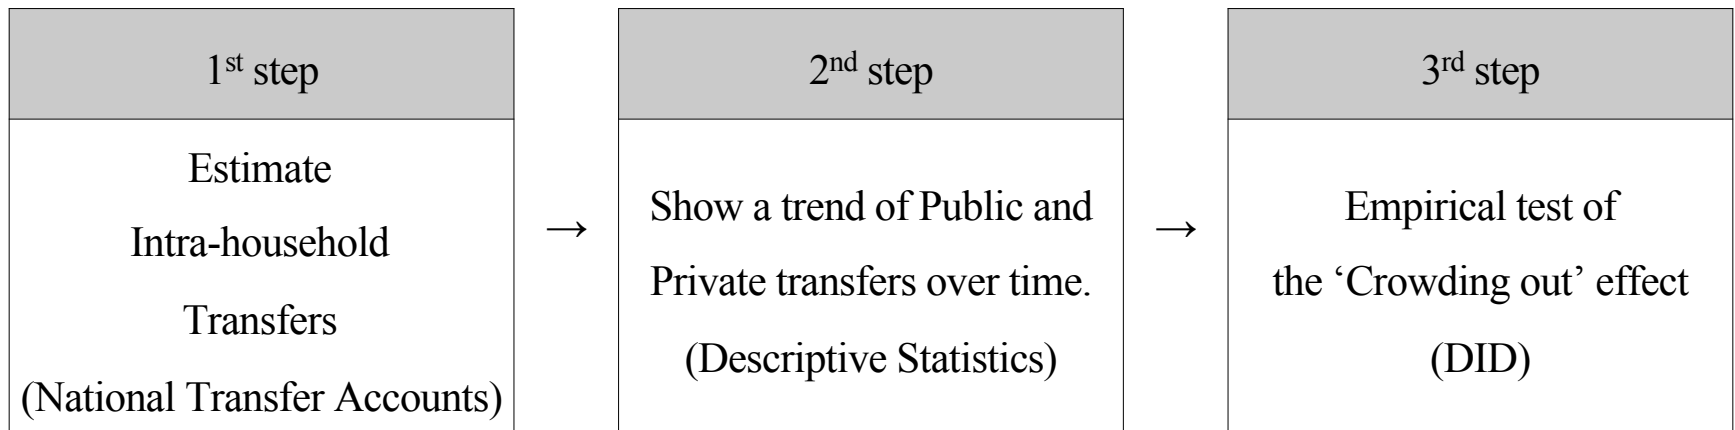 1st step
Estimate
Intra-household
Transfers
(National Transfer Accounts)
→
2nd step
Show a trend of Public and
Private transfers over time.
(Descriptive Statistics)
→
3rd step
Empirical test of
the ‘Crowding out’ effect
(DID)